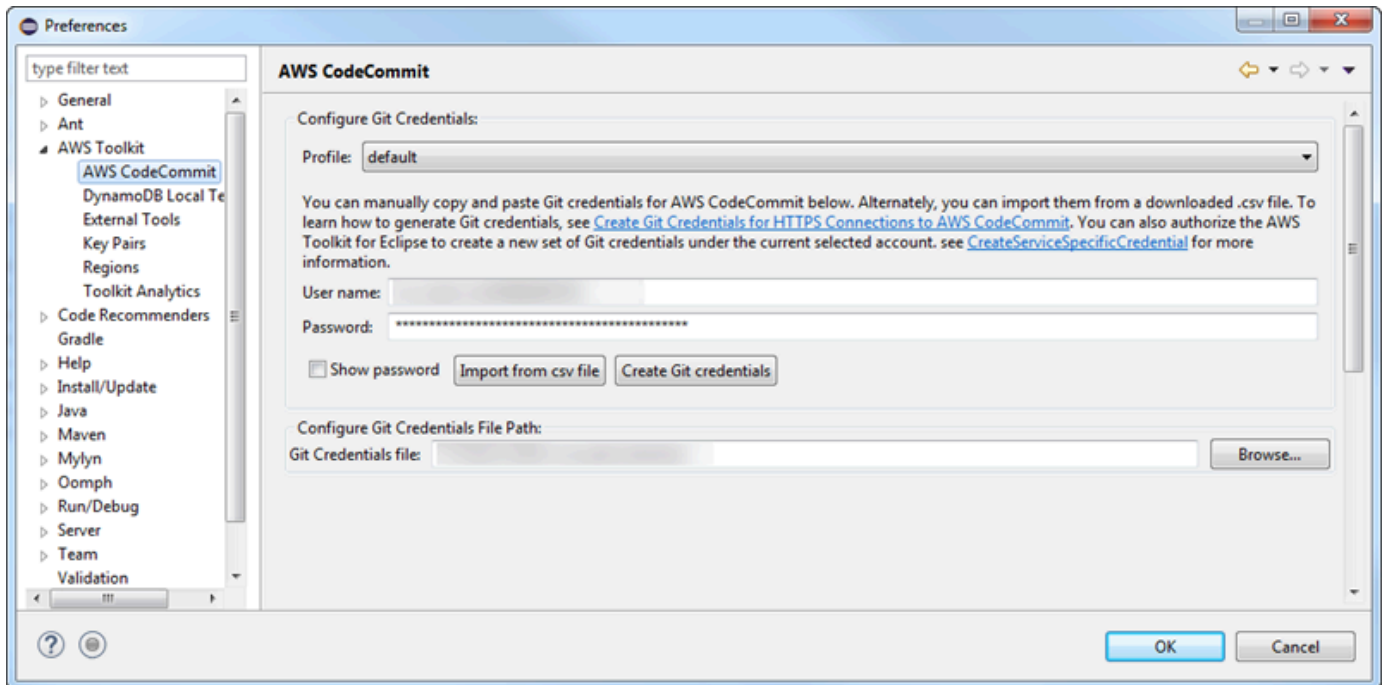 Preferences
type filter text
General
Ant
AWS Toolkit
AWS CodeCommit
DynamoDB Local Te
External Tools
Key Pairs
Regions
Toolkit Analytics
Code Recommenders
Gradle
Help
Install/Update
Java
Maven
Mylyn
Oomph
Run/Debug
Server
Team
Validation
AWS CodeCommit
Configure Git Credentials:
Profile: default
You can manually copy and paste Git credentials for AWS CodeCommit below. Alternately, you can import them from a downloaded .csv file. To
learn how to generate Git credentials, see Create Git Credentials for HTTPS Connections to AWS CodeCommit. You can also authorize the AWS
Toolkit for Eclipse to create a new set of Git credentials under the current selected account. see CreateServiceSpecificCredential for more
information.
User name:
Password: ********************************************
Show password Import from csv file Create Git credentials
Configure Git Credentials File Path:
Git Credentials file: Browse...
OK Cancel